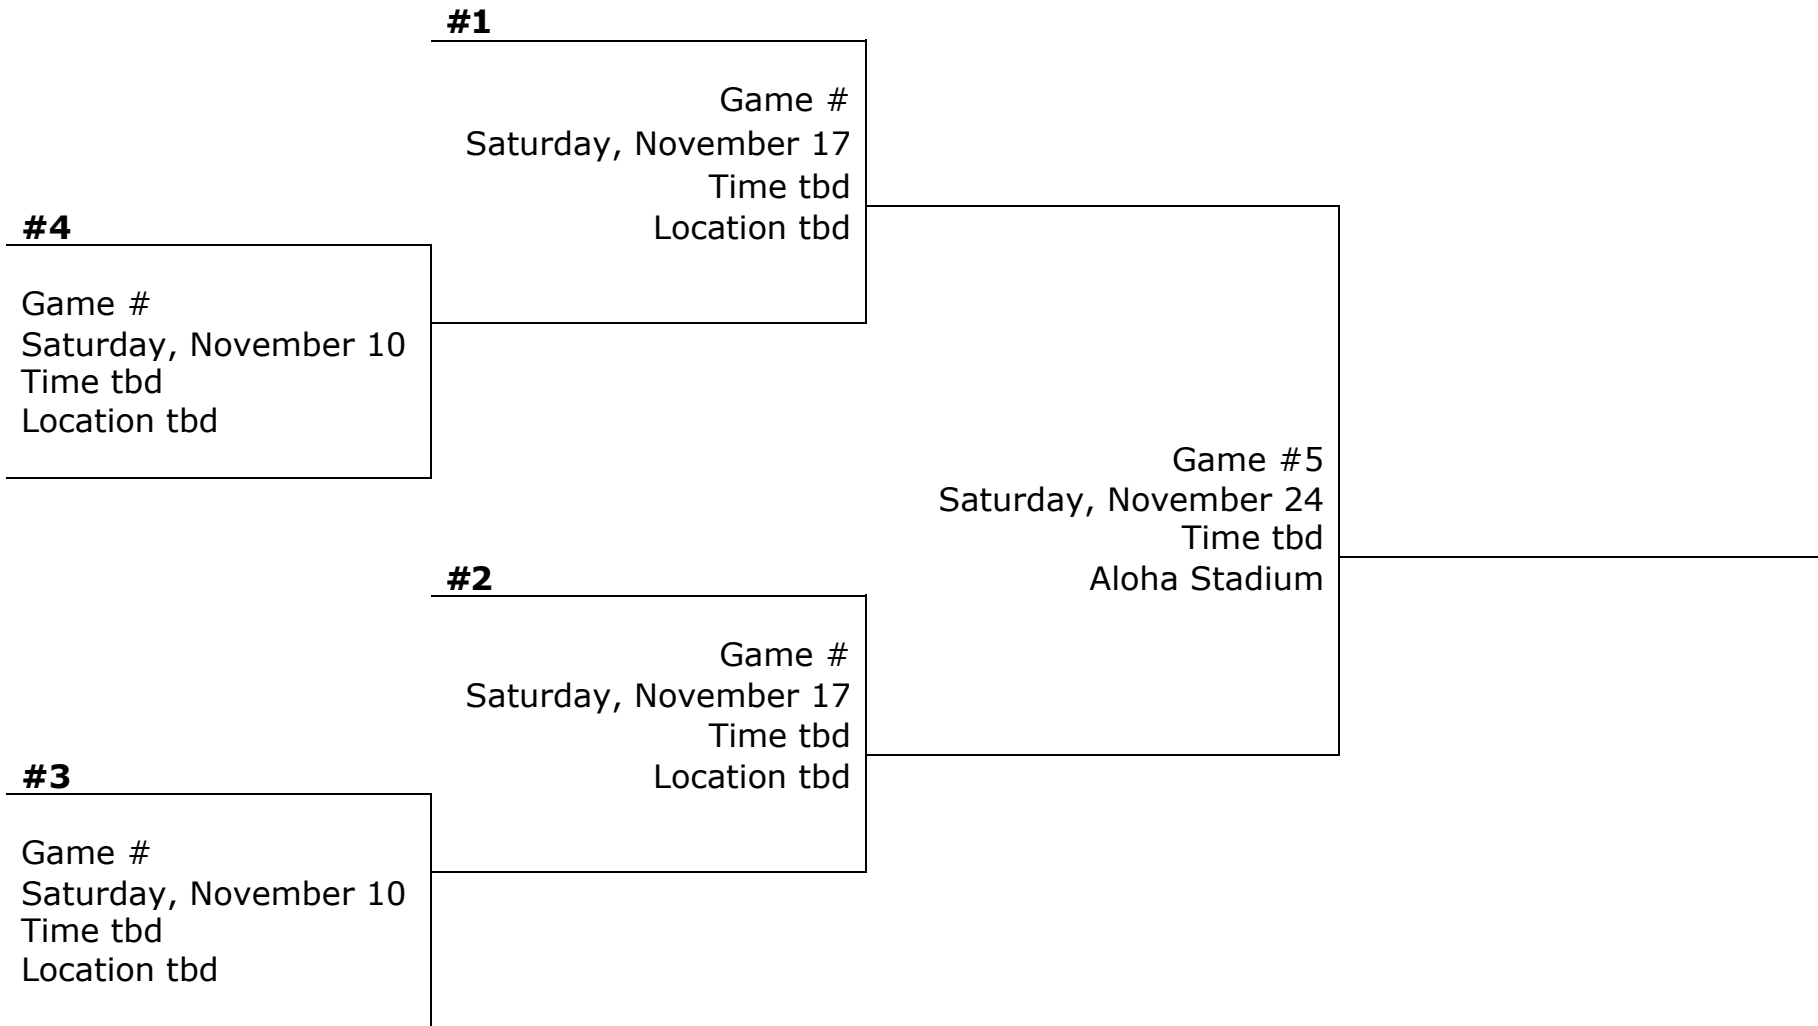 #1
Game #
Saturday, November 17
Time tbd
Location tbd
#4
Game #
Saturday, November 10
Time tbd
Location tbd
Game #5
Saturday, November 24
Time tbd
Aloha Stadium
#2
Game #
Saturday, November 17
Time tbd
Location tbd
#3
Game #
Saturday, November 10
Time tbd
Location tbd